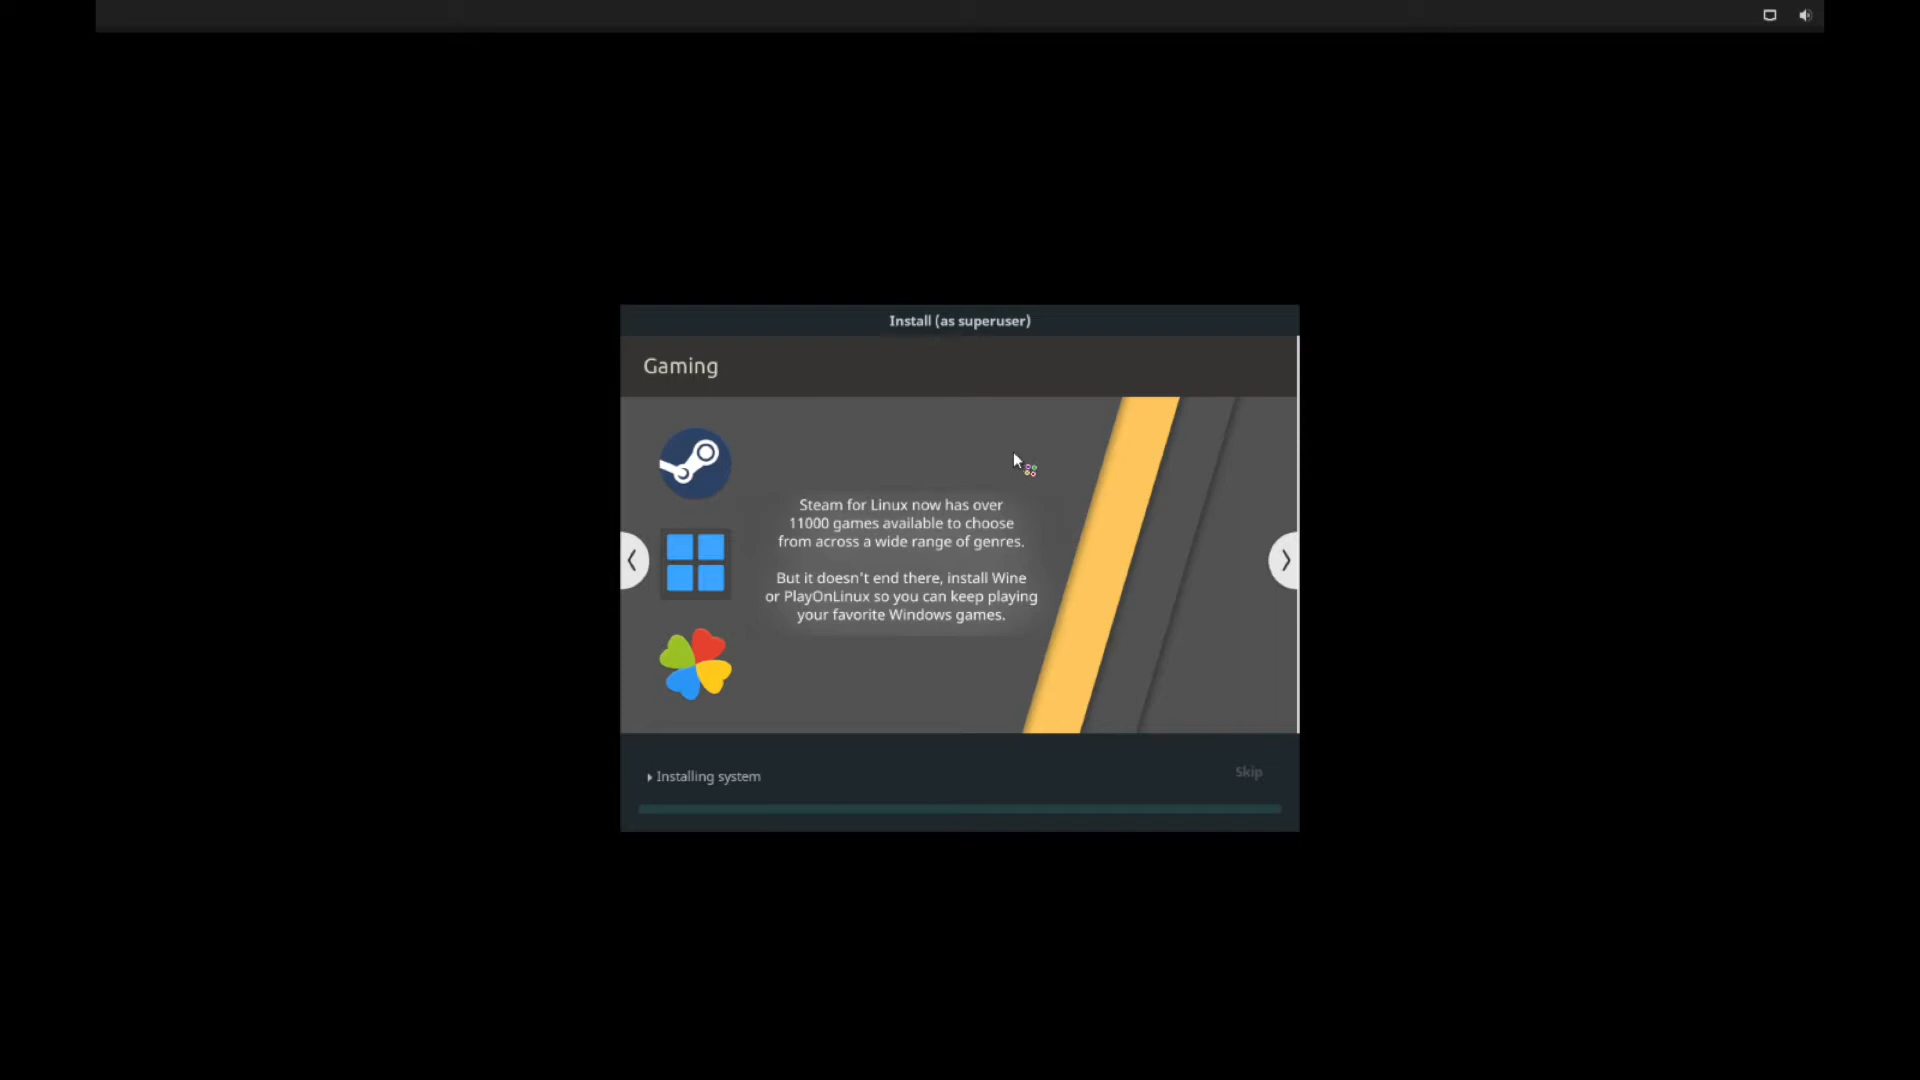 Install (as superuser)
Gaming
Steam for Linux now has over
11000 games available to choose
from across a wide range of genres.
But it doesn't end there, install Wine
or PlayOnLinux so you can keep playing
your favorite Windows games.
Installing system
Skip